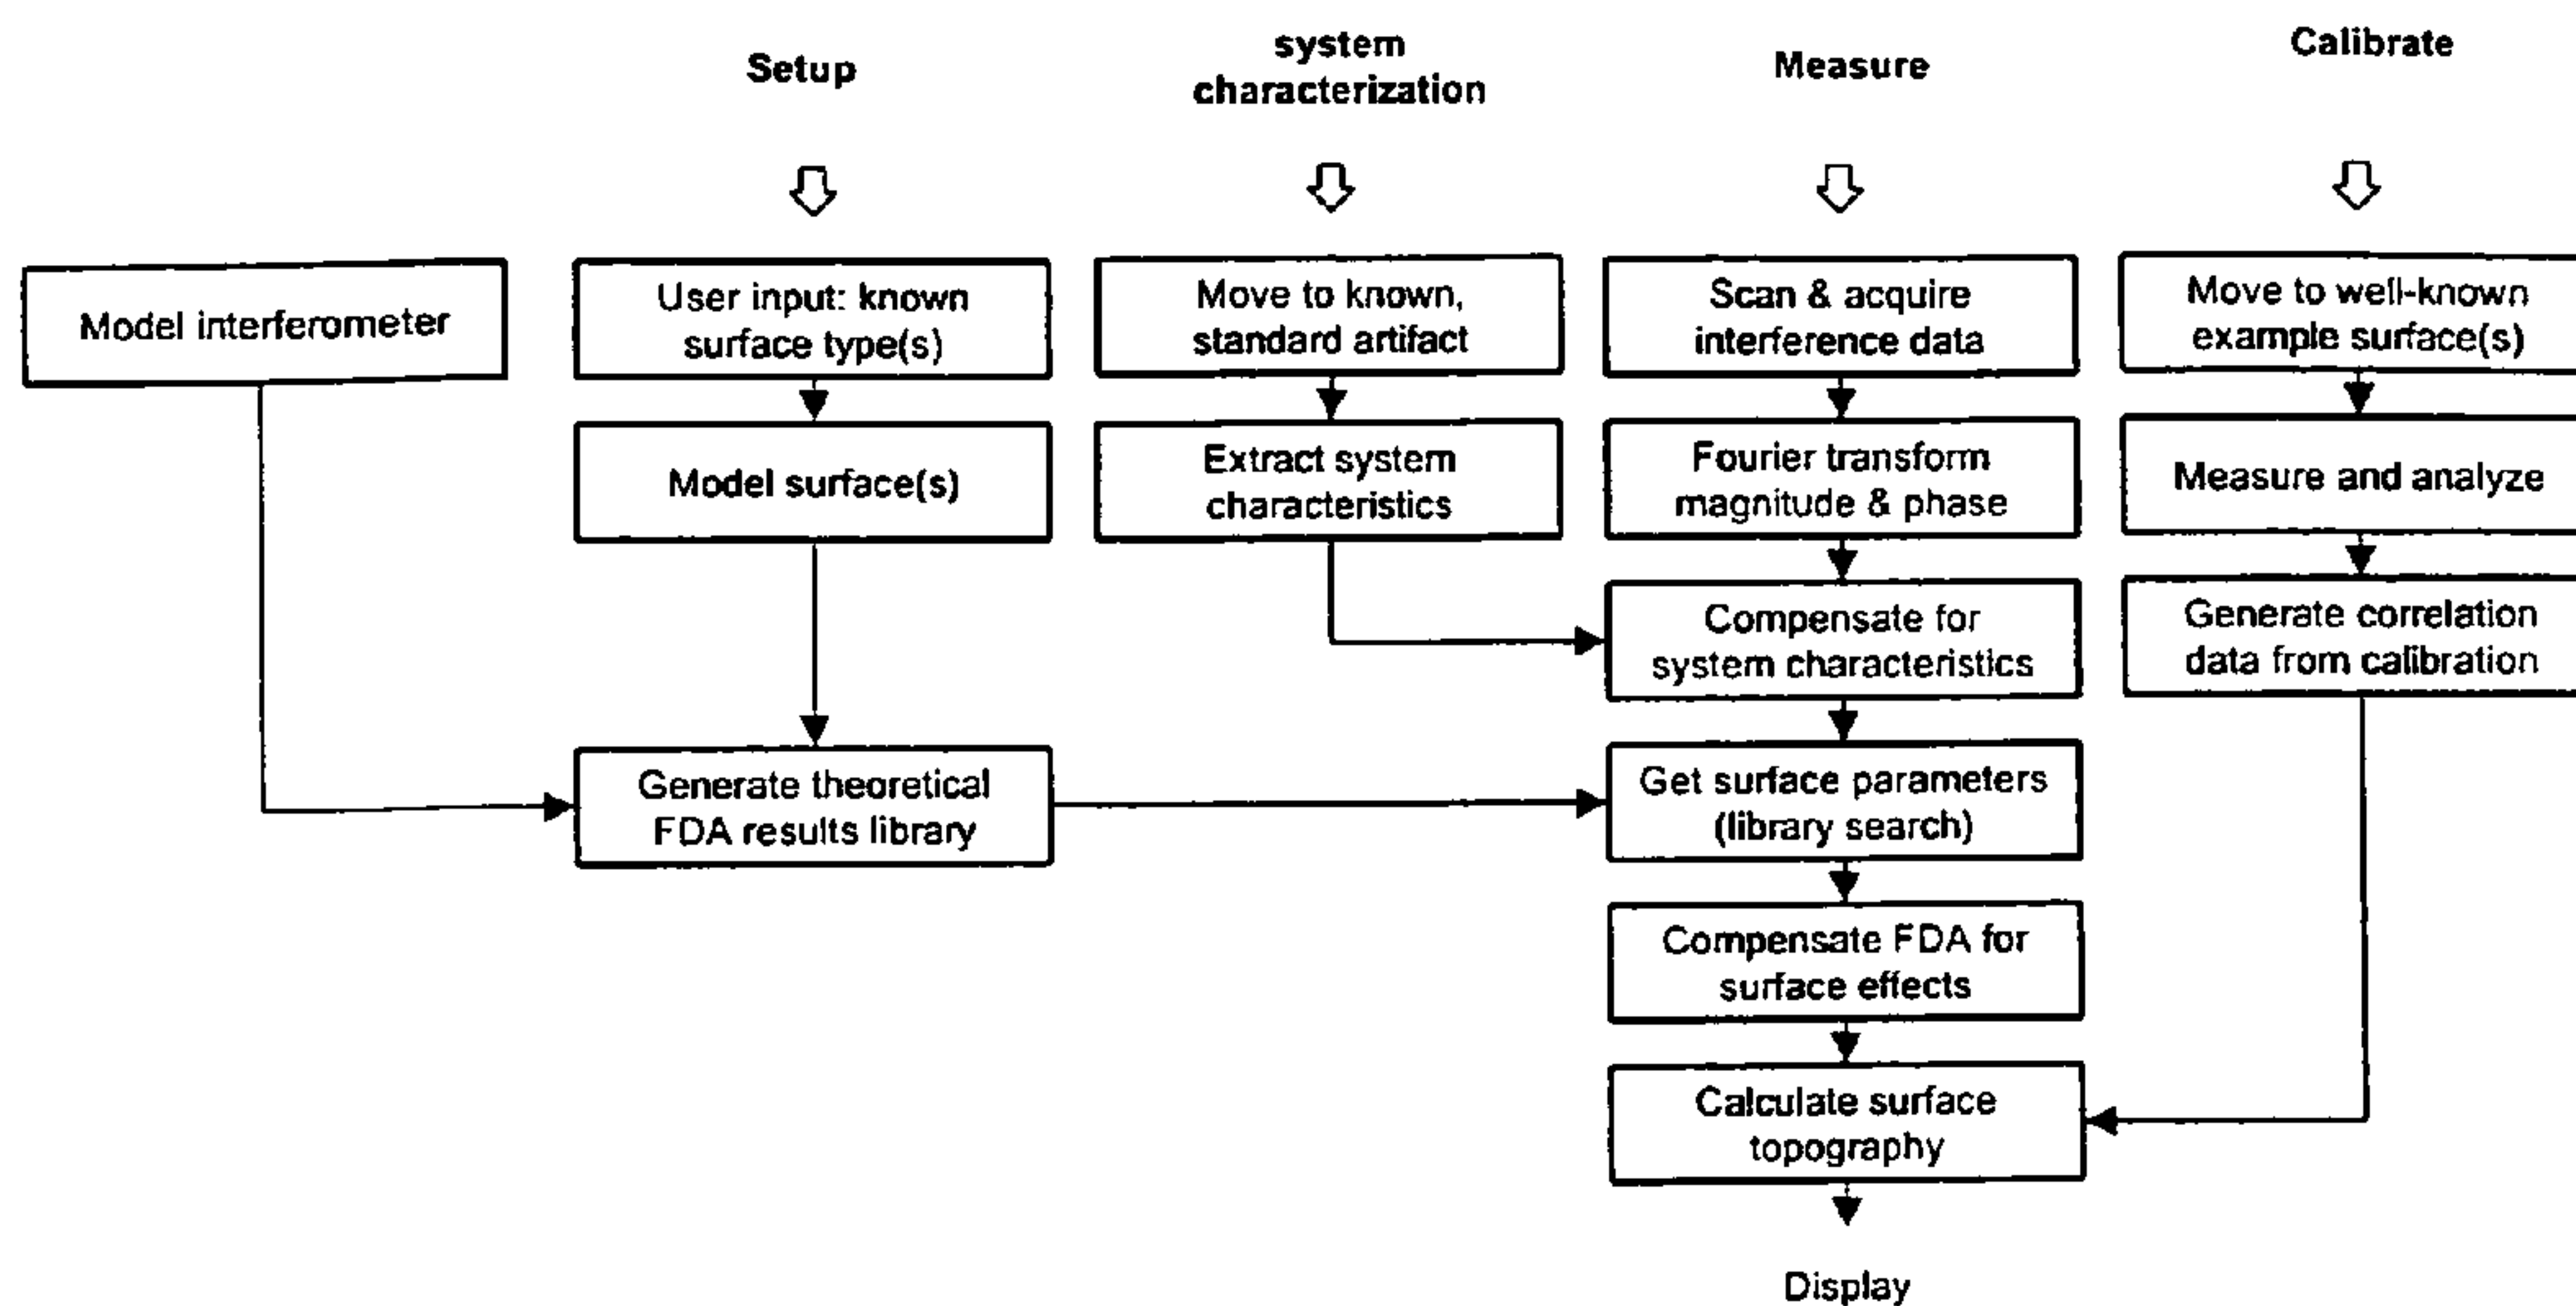 Setup
system
characterization
Measure
Calibrate
Model interferometer
User input: known
surface type(s)
Model surface(s)
Generate theoretical
FDA results library
Move to known,
standard artifact
Extract system
characteristics
Scan & acquire
interference data
Fourier transform
magnitude & phase
Compensate for
system characteristics
Get surface parameters
(library search)
Compensate FDA for
surface effects
Calculate surface
topography
Display
Move to well-known
example surface(s)
Measure and analyze
Generate correlation
data from calibration